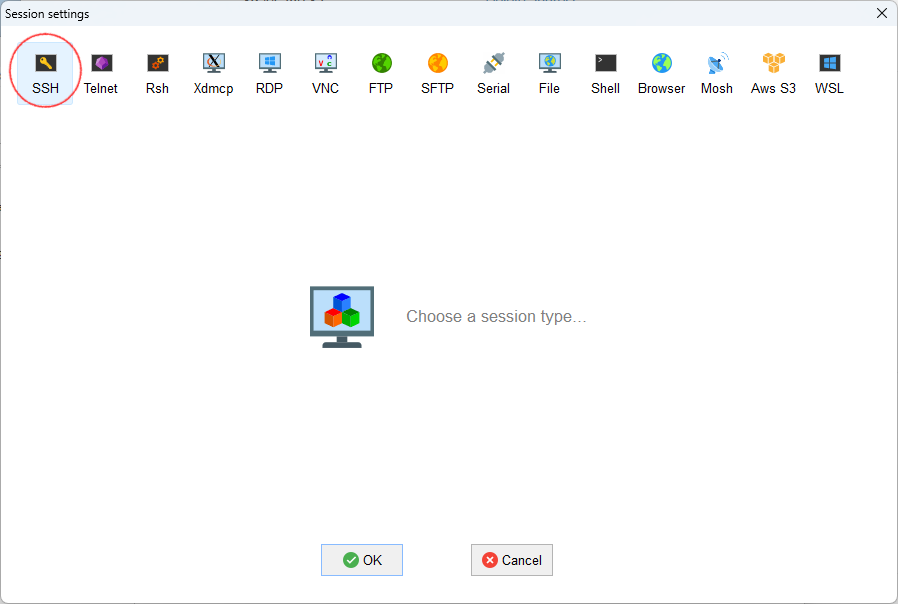 Session settings
SSH Telnet Rsh Xdmcp RDP VNC FTP SFTP Serial File Shell Browser Mosh Aws S3 WSL
Choose a session type...
OK Cancel